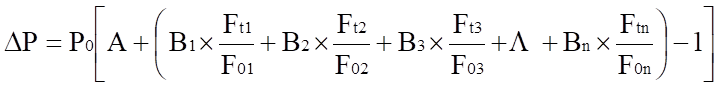 ΔP = P₀[A + (B₁ × Fₜ₁/F₀₁ + B₂ × Fₜ₂/F₀₂ + B₃ × Fₜ₃/F₀₃ + Λ + Bₙ × Fₜₙ/F₀ₙ) − 1]